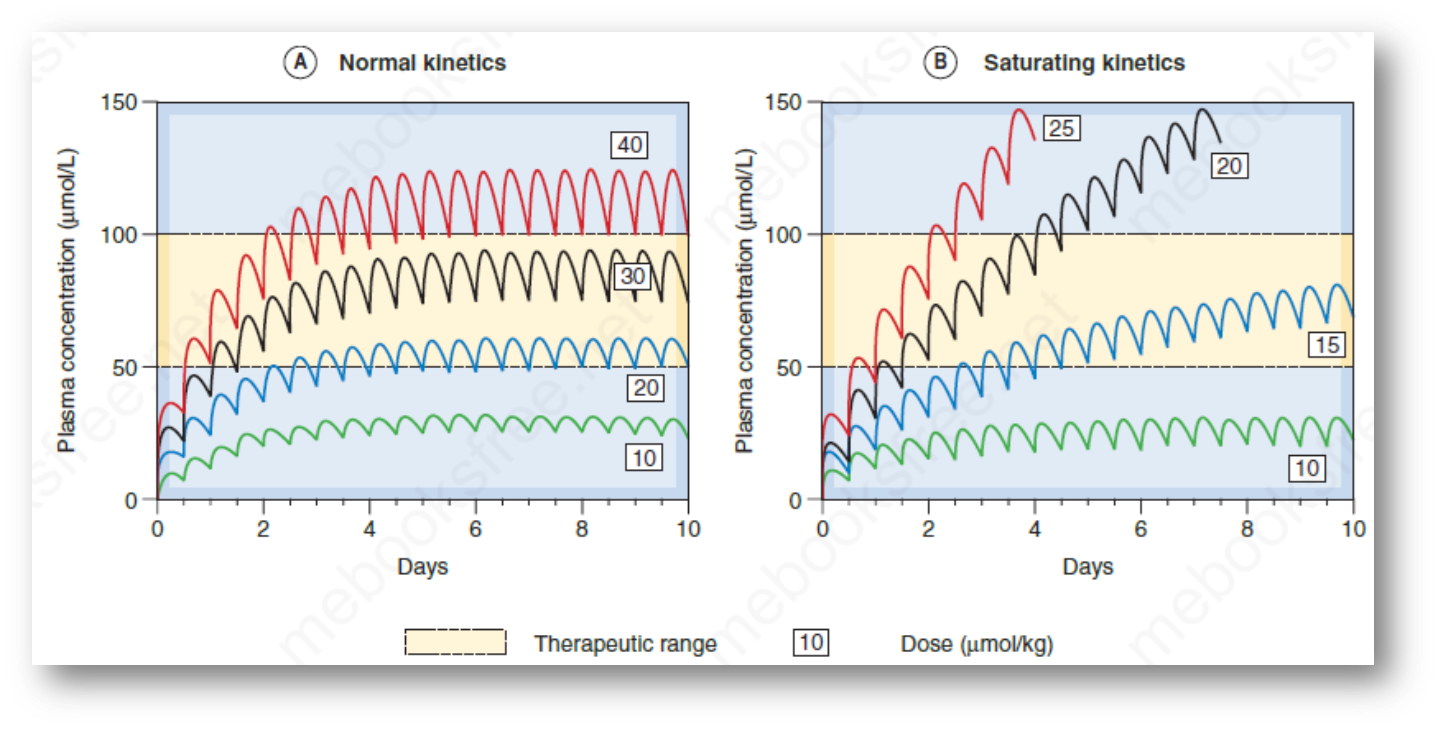 A Normal kinetics
150
100
50
0
Plasma concentration (µmol/L)
40
30
20
10
0 2 4 6 8 10
Days
B Saturating kinetics
150
100
50
0
Plasma concentration (µmol/L)
25
20
15
10
0 2 4 6 8 10
Days
Therapeutic range
10 Dose (µmol/kg)
mebooksfree.net